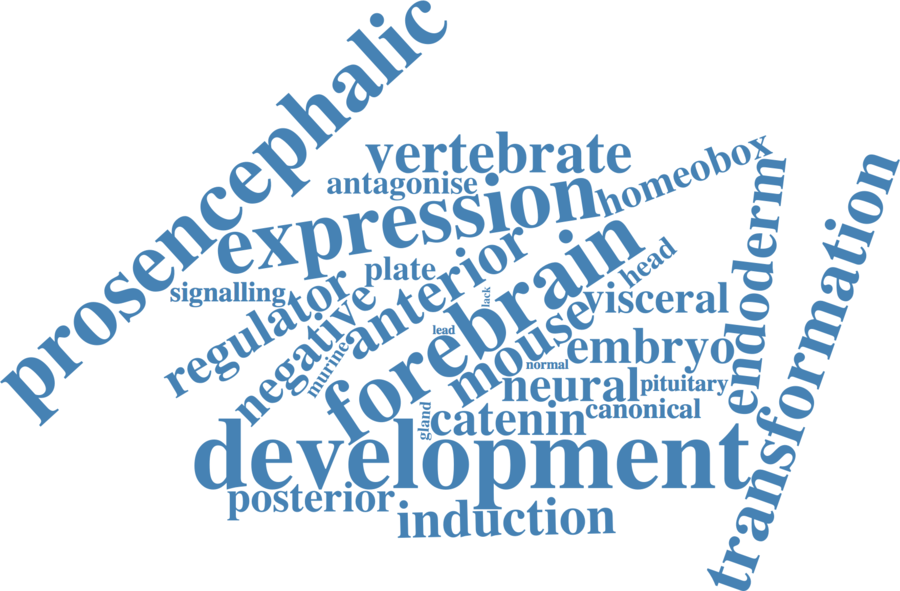 prosencephalic
vertebrate
antagonise
homeobox
expression
endoderm
transformation
plate
anterior
head
signalling
regulator
forebrain
lack
visceral
negative
lead
mouse
murine
embryo
normal
neural
pituitary
gland
catenin
canonical
development
posterior
induction